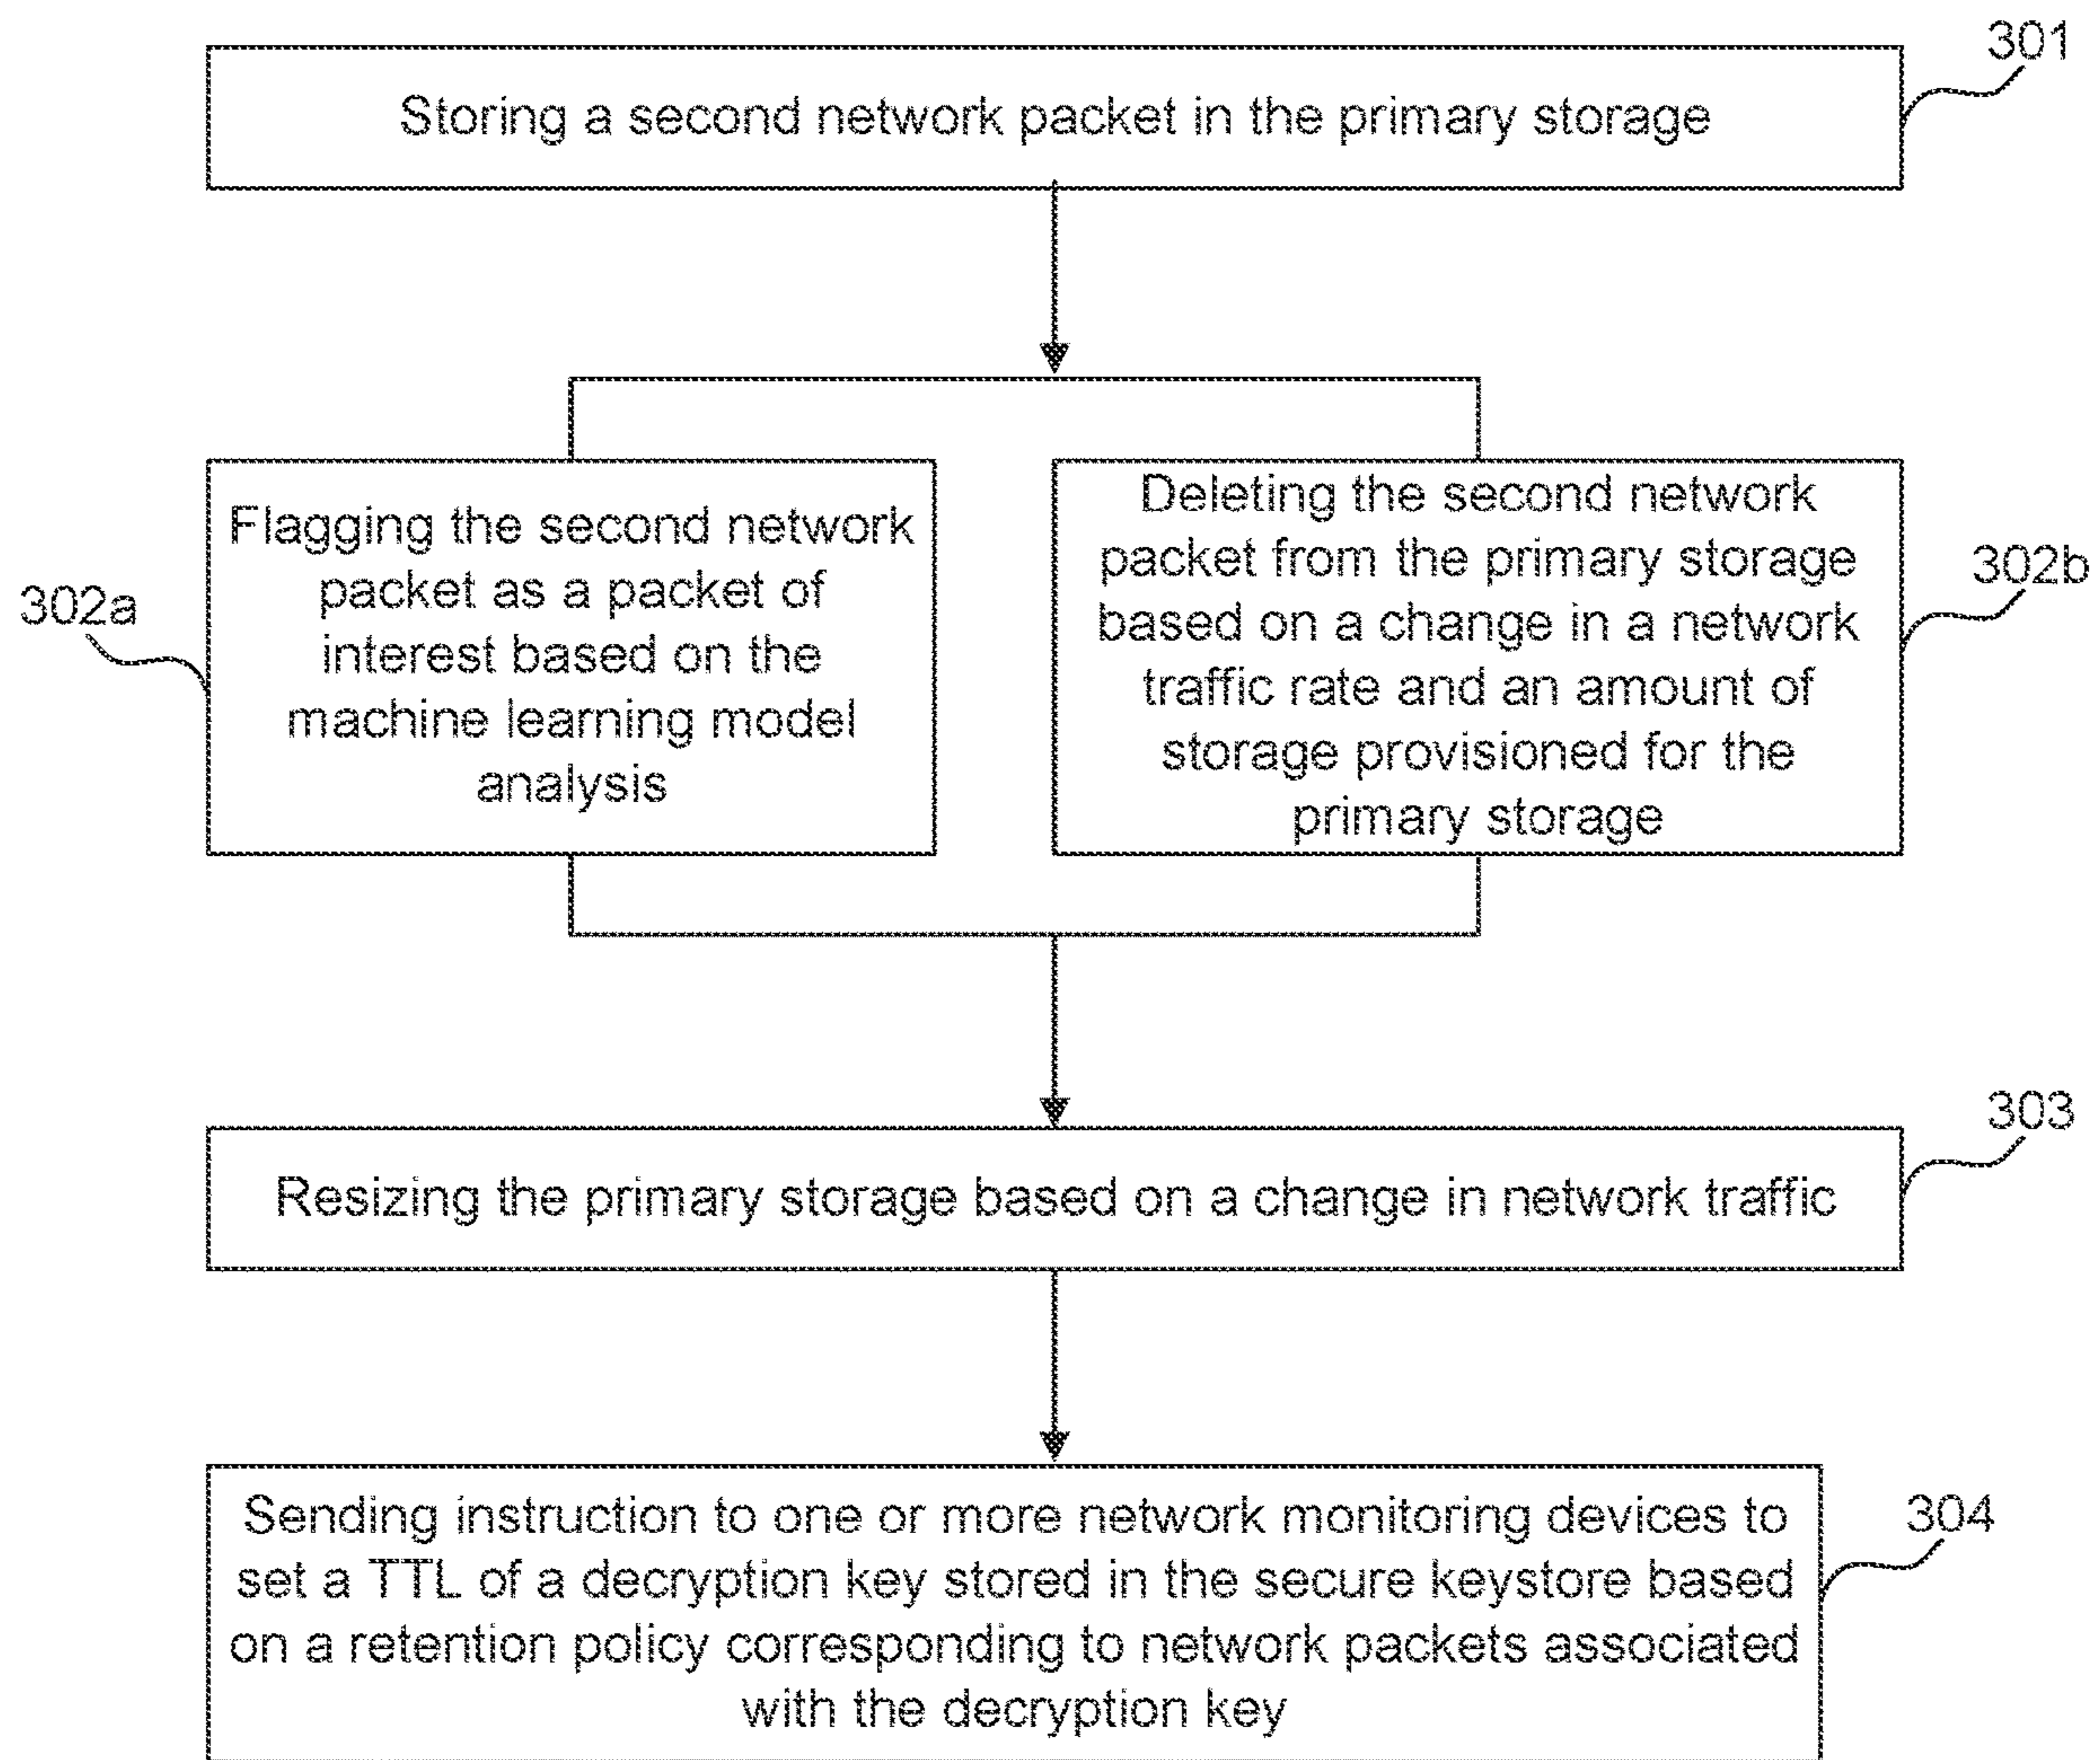 301
Storing a second network packet in the primary storage
302a
Flagging the second network
packet as a packet of
interest based on the
machine learning model
analysis
Deleting the second network
packet from the primary storage
based on a change in a network
traffic rate and an amount of
storage provisioned for the
primary storage
302b
303
Resizing the primary storage based on a change in network traffic
304
Sending instruction to one or more network monitoring devices to
set a TTL of a decryption key stored in the secure keystore based
on a retention policy corresponding to network packets associated
with the decryption key